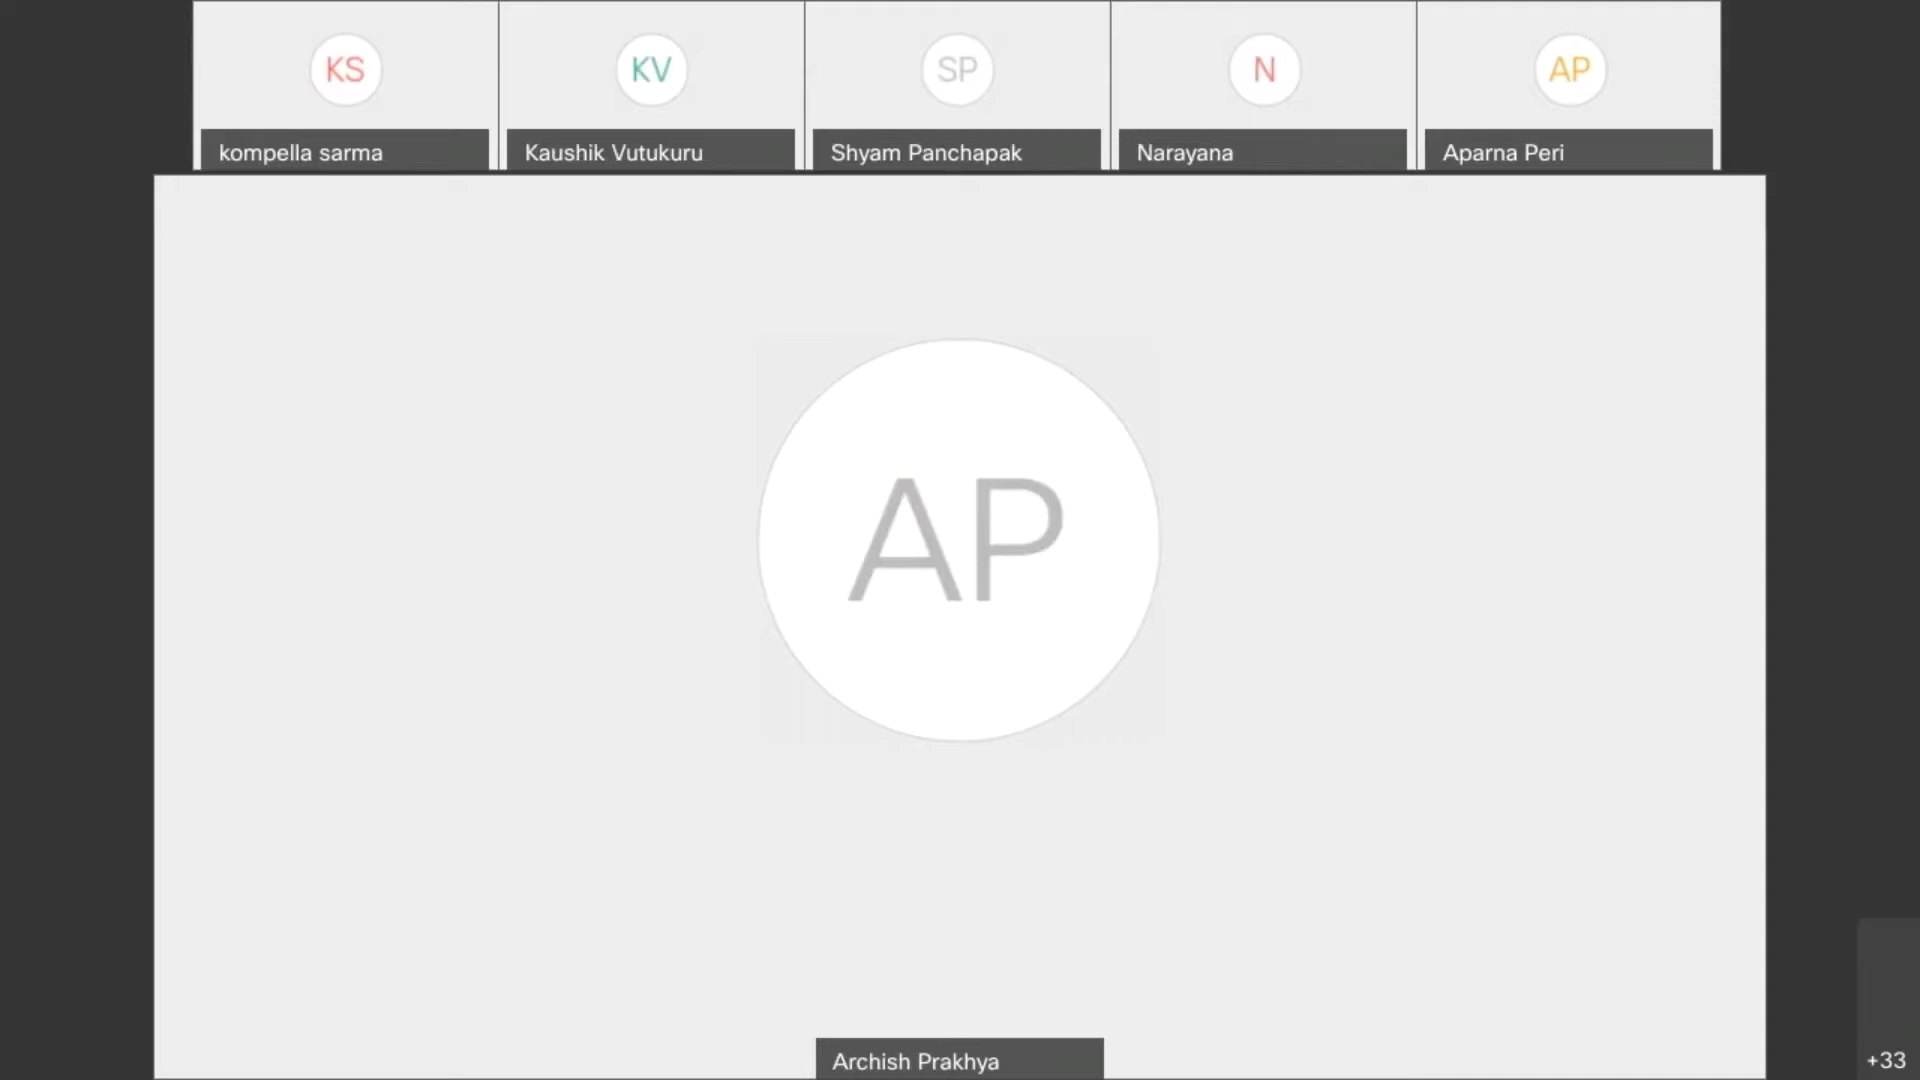 KS
KV
SP
N
AP
kompella sarma
Kaushik Vutukuru
Shyam Panchapak
Narayana
Aparna Peri
AP
Archish Prakhya
+33